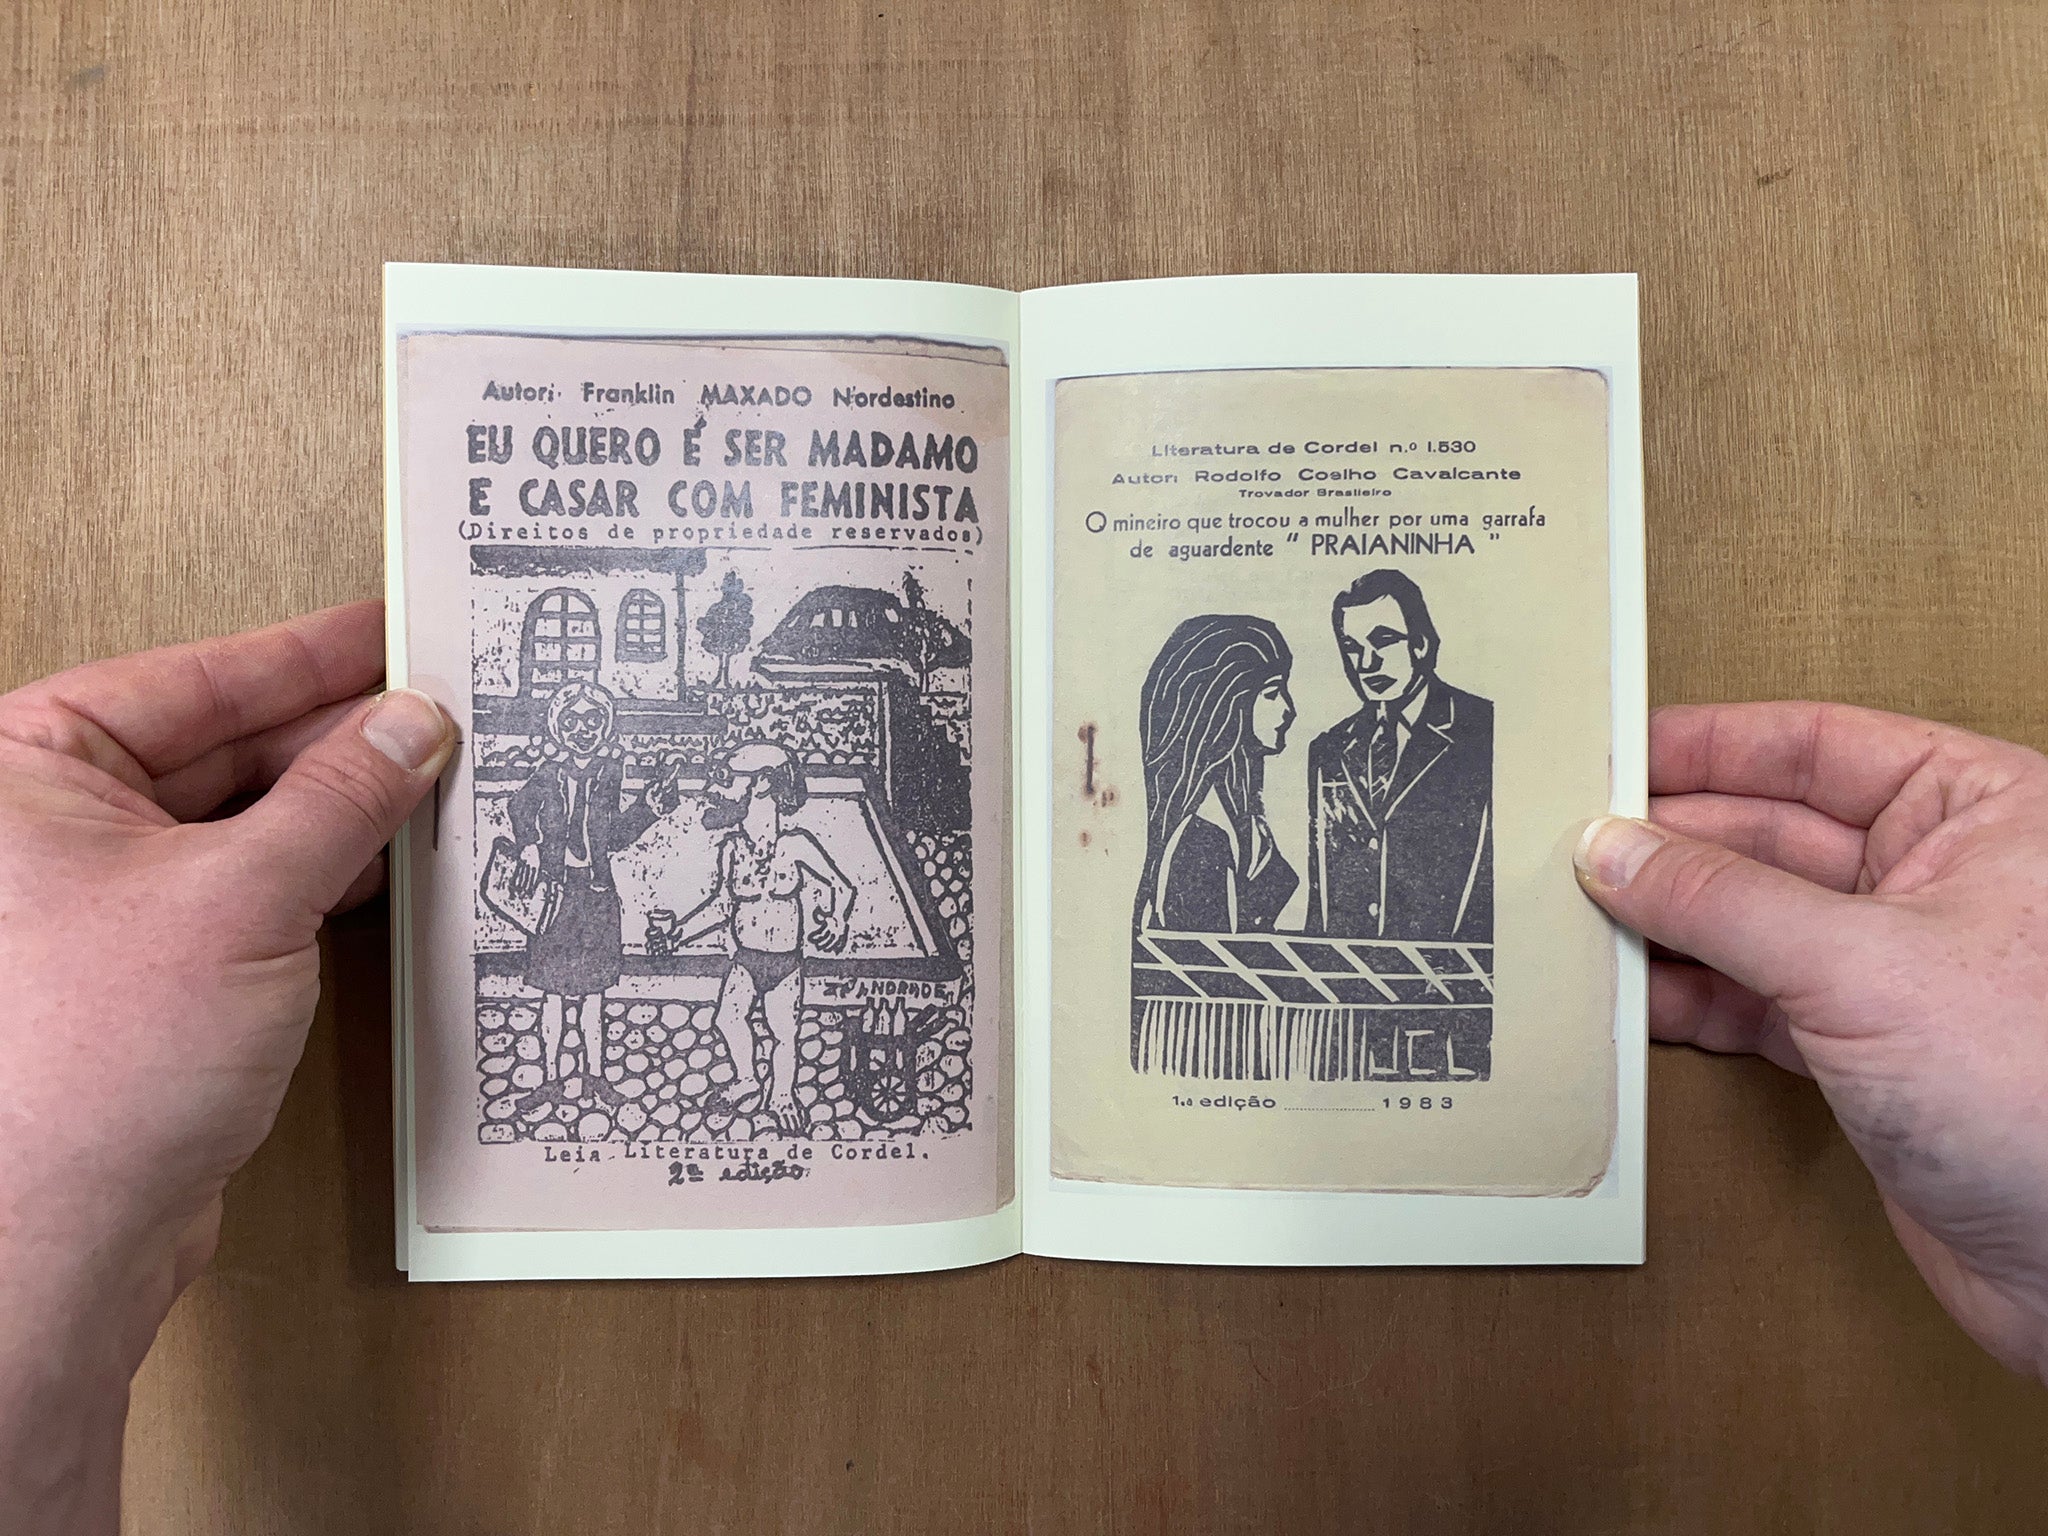 Autor: Franklin MAXADO Nordestino
EU QUERO É SER MADAMO
E CASAR COM FEMINISTA
(Direitos de propriedade reservados)
ANDRADE
Leia Literatura de Cordel.
2ª edição
Literatura de Cordel n.º 1.530
Autor: Rodolfo Coelho Cavalcante
Trovador Brasileiro
O mineiro que trocou a mulher por uma garrafa
de aguardente " PRAIANINHA "
JCL
1.ª edição ........................ 1983